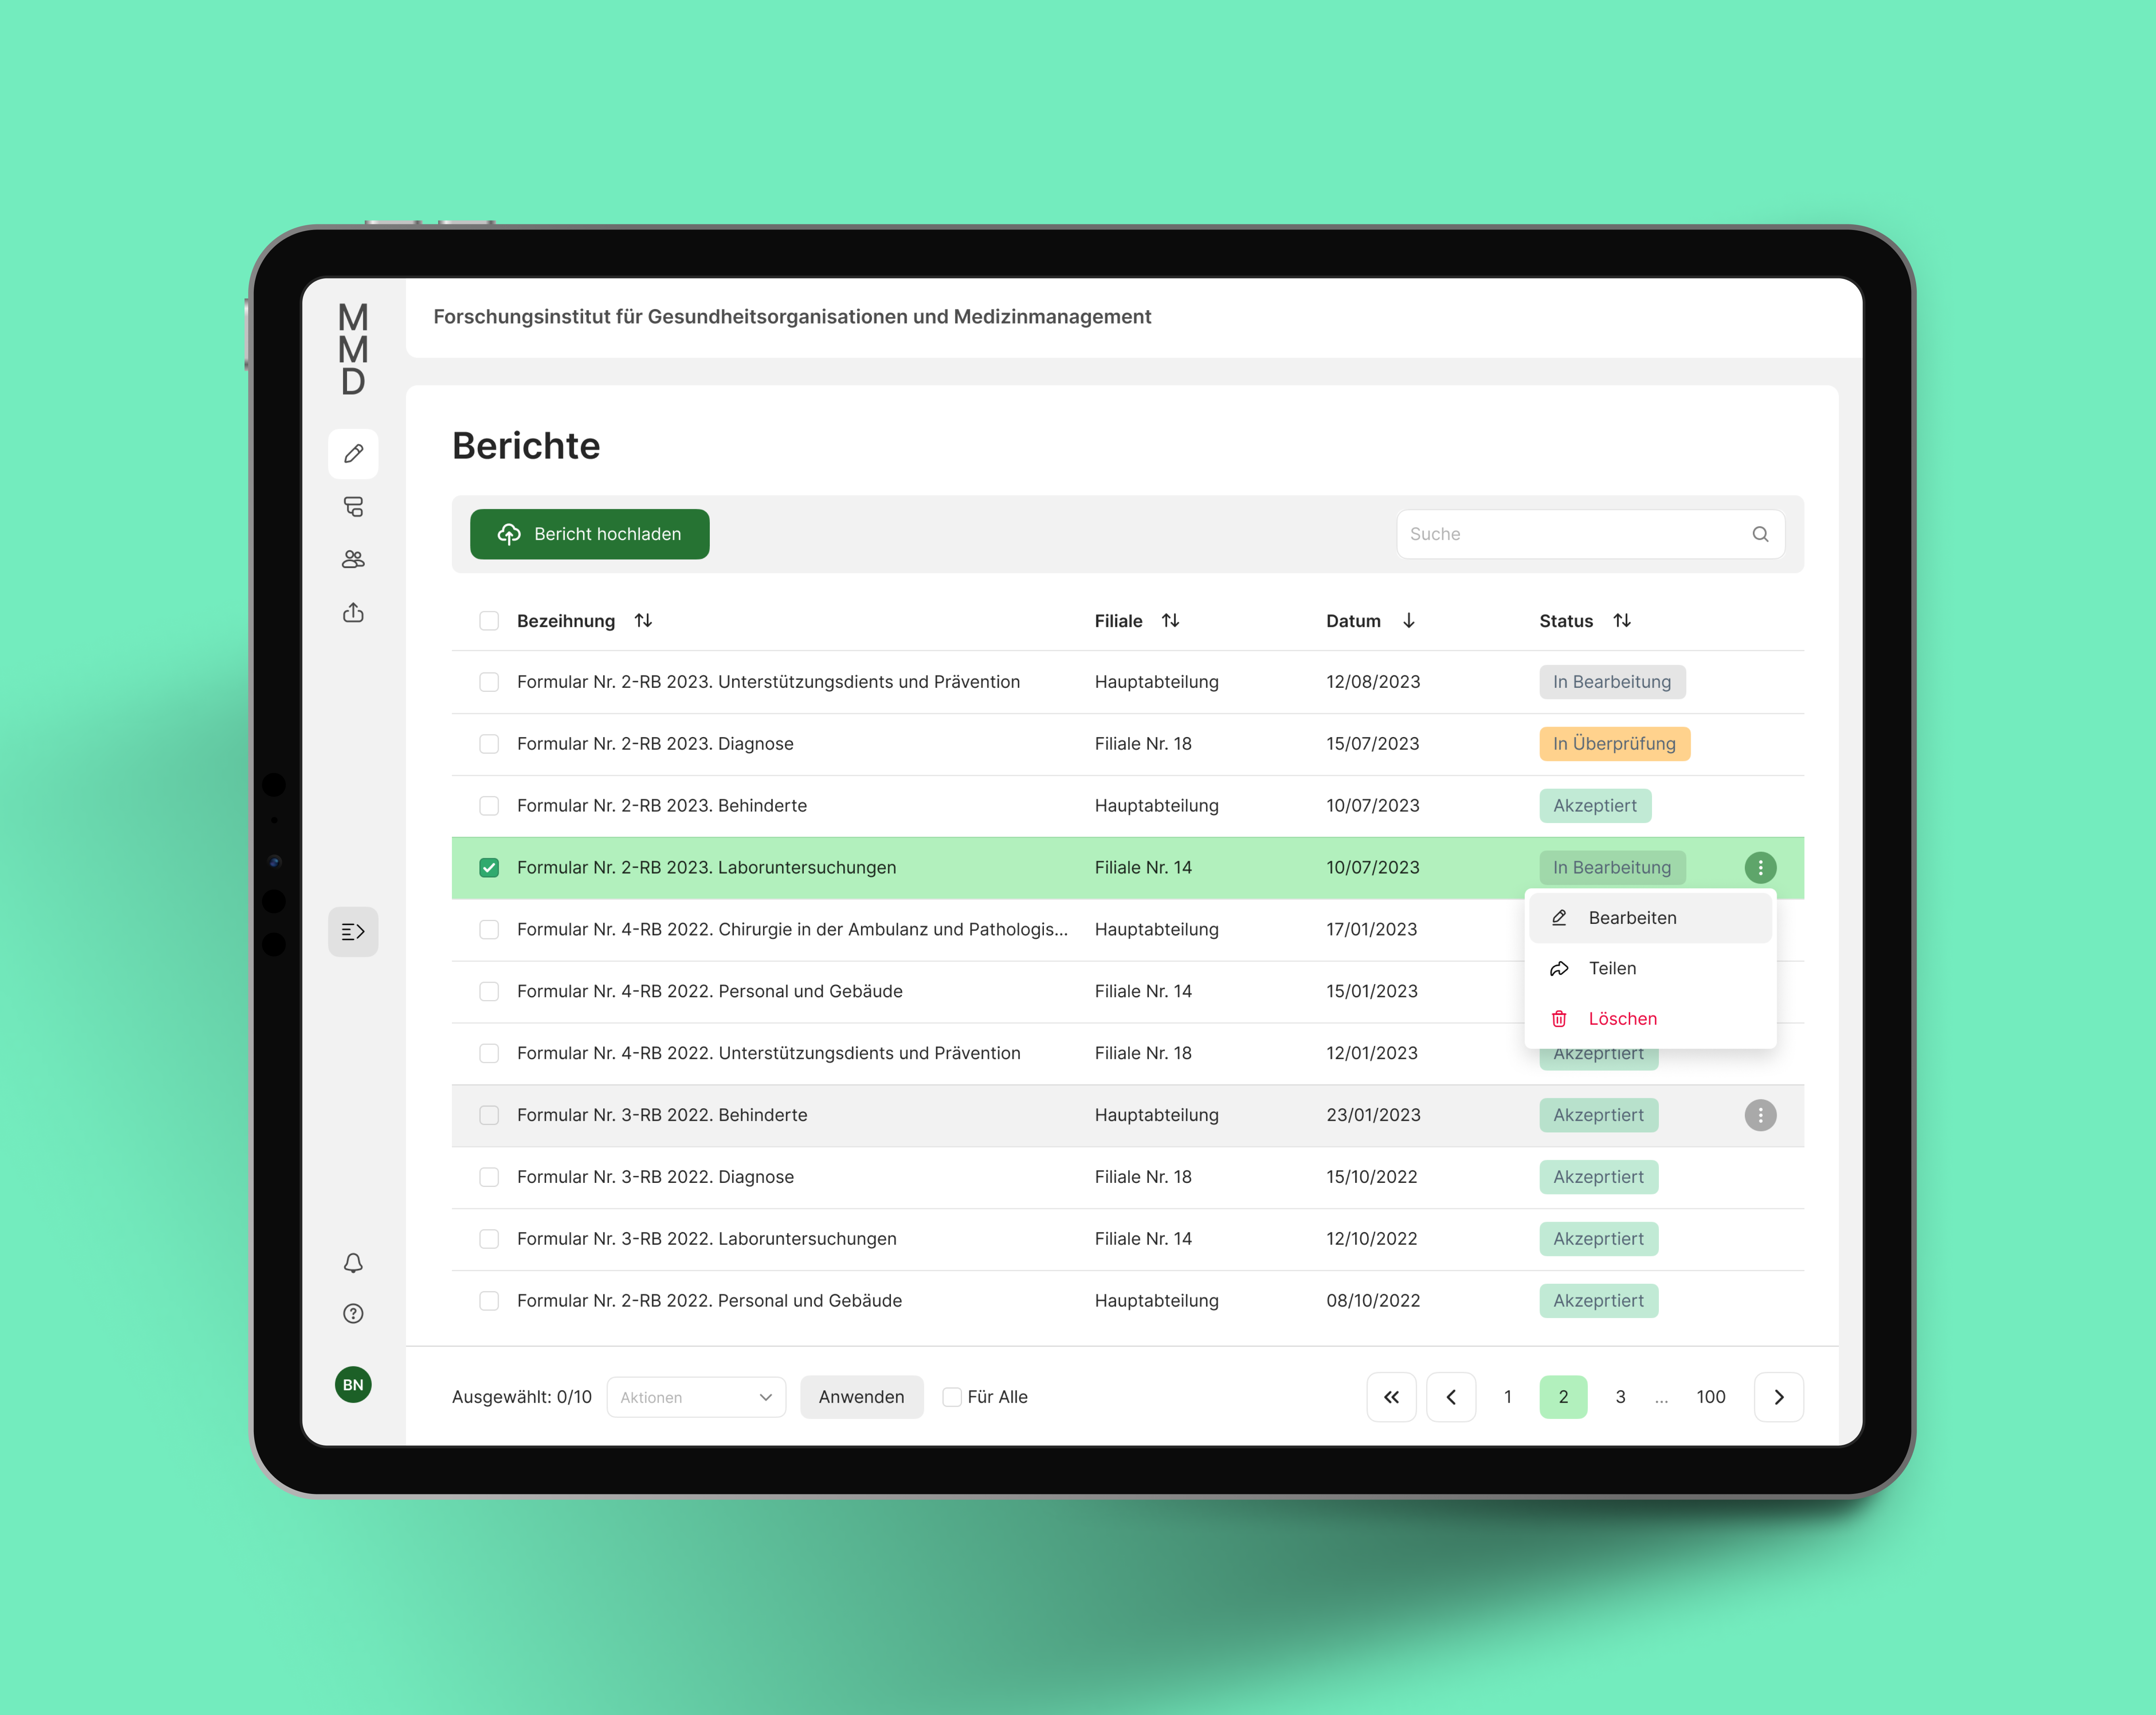 M
M
D
Forschungsinstitut für Gesundheitsorganisationen und Medizinmanagement
Berichte
Bericht hochladen
Suche
Bezeihnung Filiale Datum Status
Formular Nr. 2-RB 2023. Unterstützungsdients und Prävention Hauptabteilung 12/08/2023 In Bearbeitung
Formular Nr. 2-RB 2023. Diagnose Filiale Nr. 18 15/07/2023 In Überprüfung
Formular Nr. 2-RB 2023. Behinderte Hauptabteilung 10/07/2023 Akzeptiert
Formular Nr. 2-RB 2023. Laboruntersuchungen Filiale Nr. 14 10/07/2023 In Bearbeitung
Formular Nr. 4-RB 2022. Chirurgie in der Ambulanz und Pathologis... Hauptabteilung 17/01/2023
Formular Nr. 4-RB 2022. Personal und Gebäude Filiale Nr. 14 15/01/2023
Formular Nr. 4-RB 2022. Unterstützungsdients und Prävention Filiale Nr. 18 12/01/2023 Akzeprtiert
Bearbeiten
Teilen
Löschen
Formular Nr. 3-RB 2022. Behinderte Hauptabteilung 23/01/2023 Akzeprtiert
Formular Nr. 3-RB 2022. Diagnose Filiale Nr. 18 15/10/2022 Akzeprtiert
Formular Nr. 3-RB 2022. Laboruntersuchungen Filiale Nr. 14 12/10/2022 Akzeprtiert
Formular Nr. 2-RB 2022. Personal und Gebäude Hauptabteilung 08/10/2022 Akzeprtiert
BN
Ausgewählt: 0/10 Aktionen Anwenden Für Alle 1 2 3 ... 100